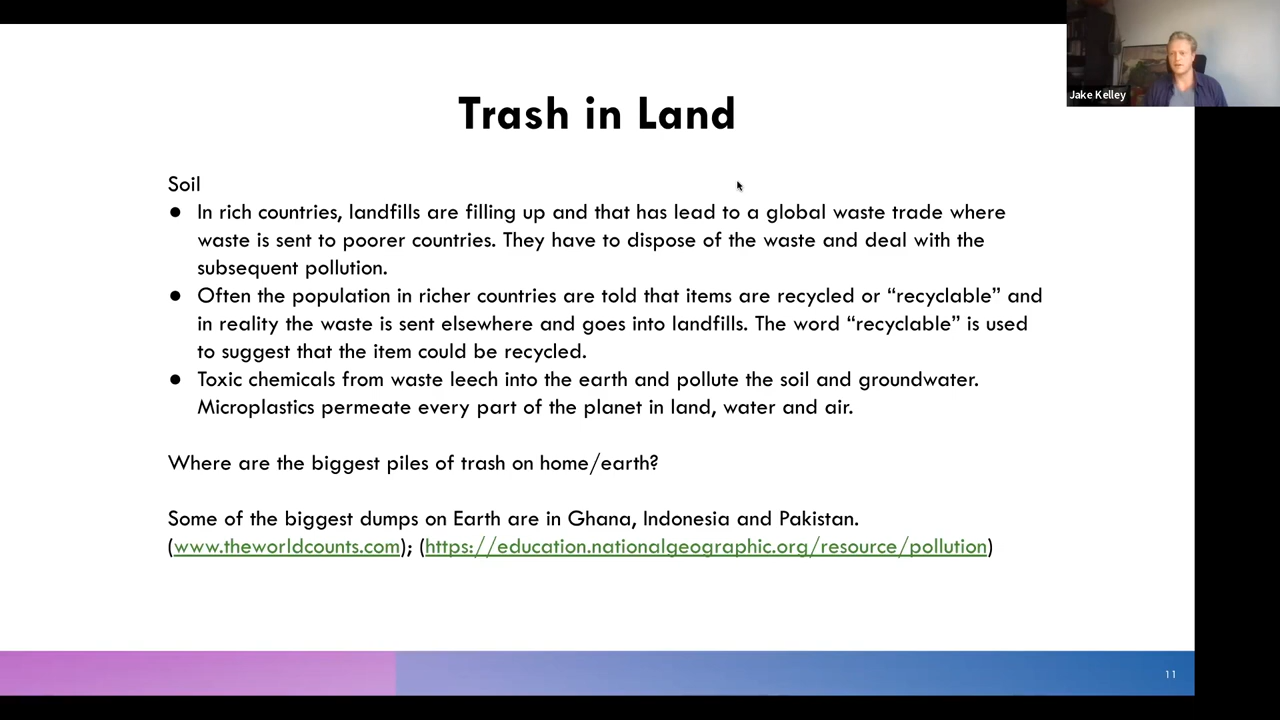 Jake Kelley
Trash in Land
Soil
● In rich countries, landfills are filling up and that has lead to a global waste trade where
waste is sent to poorer countries. They have to dispose of the waste and deal with the
subsequent pollution.
● Often the population in richer countries are told that items are recycled or “recyclable” and
in reality the waste is sent elsewhere and goes into landfills. The word “recyclable” is used
to suggest that the item could be recycled.
● Toxic chemicals from waste leech into the earth and pollute the soil and groundwater.
Microplastics permeate every part of the planet in land, water and air.
Where are the biggest piles of trash on home/earth?
Some of the biggest dumps on Earth are in Ghana, Indonesia and Pakistan.
(www.theworldcounts.com); (https://education.nationalgeographic.org/resource/pollution)
11